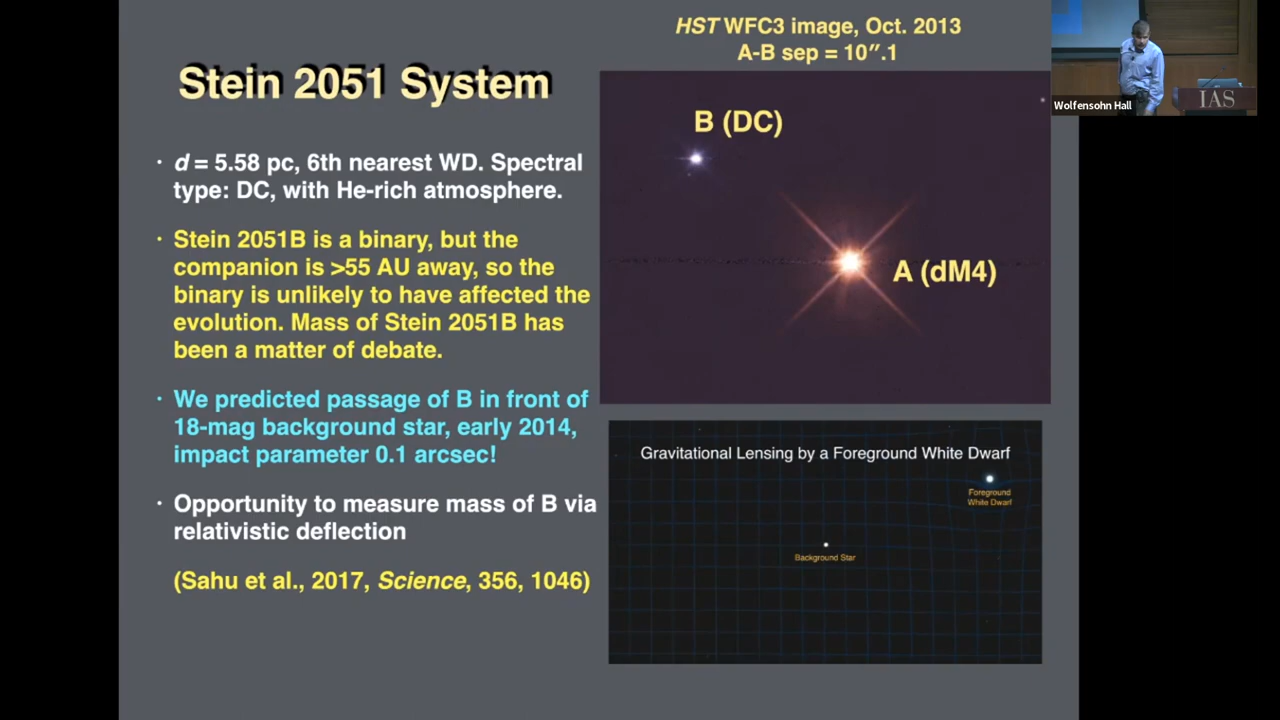 Stein 2051 System
· d = 5.58 pc, 6th nearest WD. Spectral
type: DC, with He-rich atmosphere.
· Stein 2051B is a binary, but the
companion is >55 AU away, so the
binary is unlikely to have affected the
evolution. Mass of Stein 2051B has
been a matter of debate.
· We predicted passage of B in front of
18-mag background star, early 2014,
impact parameter 0.1 arcsec!
· Opportunity to measure mass of B via
relativistic deflection
(Sahu et al., 2017, Science, 356, 1046)
HST WFC3 image, Oct. 2013
A-B sep = 10″.1
B (DC)
A (dM4)
Gravitational Lensing by a Foreground White Dwarf
Foreground
White Dwarf
Background Star
Wolfensohn Hall
IAS